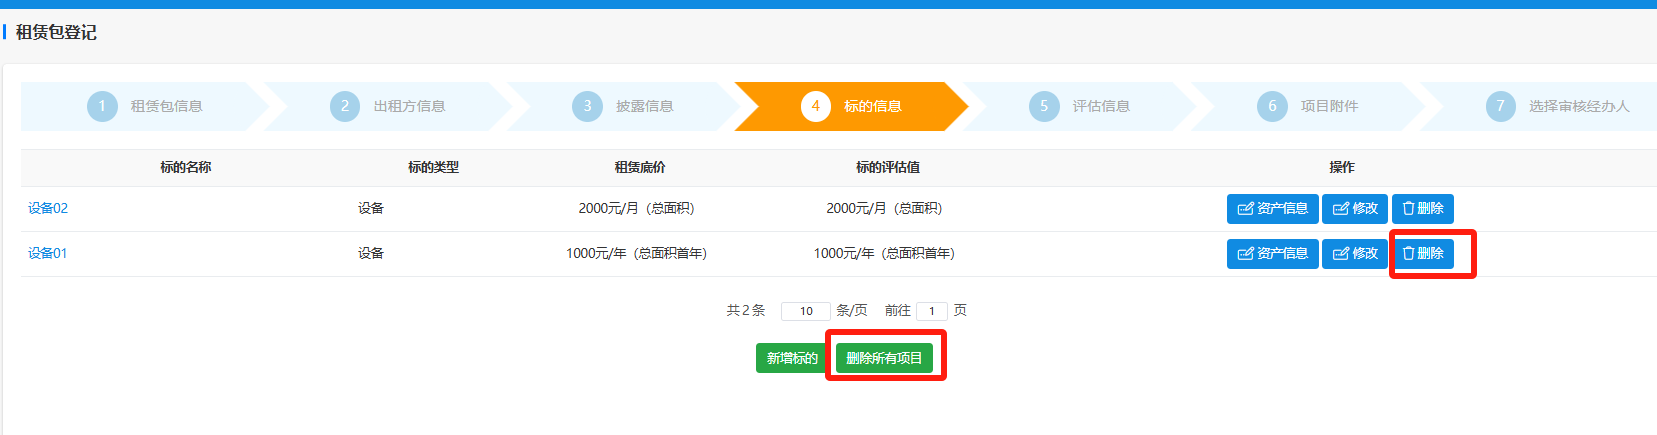 租赁包登记
1 租赁包信息 2 出租方信息 3 披露信息 4 标的信息 5 评估信息 6 项目附件 7 选择审核经办人
标的名称 标的类型 租赁底价 标的评估值 操作
设备02 设备 2000元/月（总面积） 2000元/月（总面积） 资产信息 修改 删除
设备01 设备 1000元/年（总面积首年） 1000元/年（总面积首年） 资产信息 修改 删除
共2条 10 条/页 前往 1 页
新增标的 删除所有项目